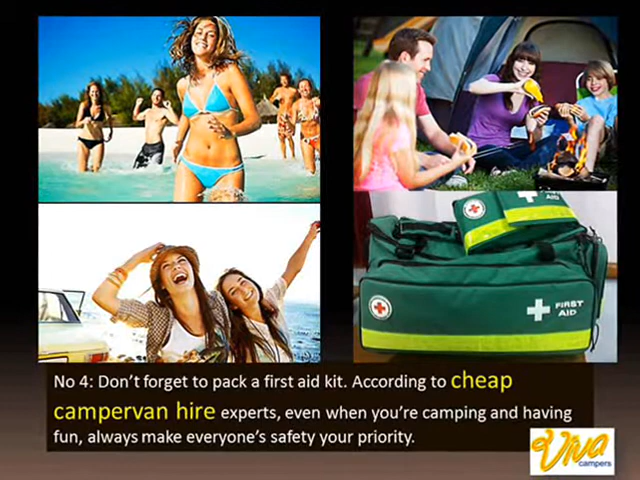 AID
FIRST
AID
No 4: Don't forget to pack a first aid kit. According to cheap
campervan hire experts, even when you're camping and having
fun, always make everyone's safety your priority.
Viva
campers